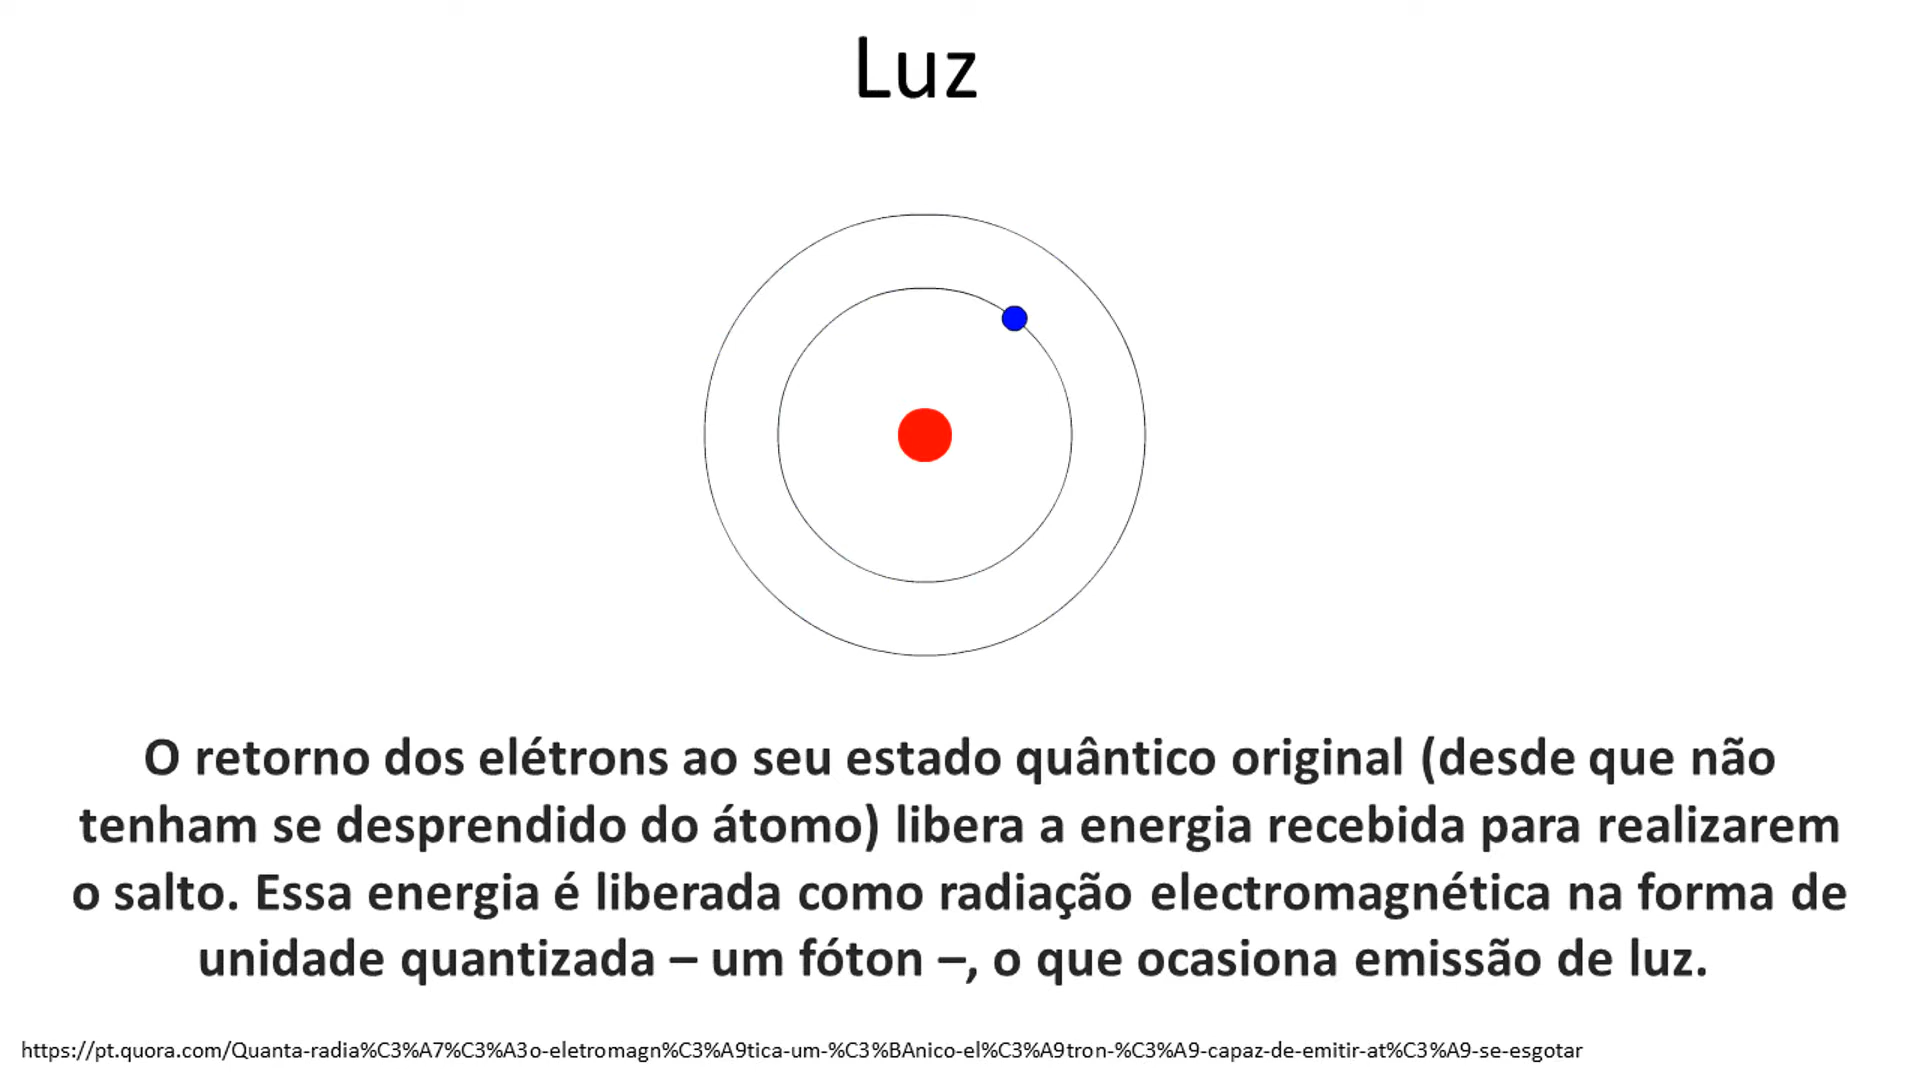 Luz
O retorno dos elétrons ao seu estado quântico original (desde que não
tenham se desprendido do átomo) libera a energia recebida para realizarem
o salto. Essa energia é liberada como radiação electromagnética na forma de
unidade quantizada – um fóton –, o que ocasiona emissão de luz.
https://pt.quora.com/Quanta-radia%C3%A7%C3%A3o-eletromagn%C3%A9tica-um-%C3%BAnico-el%C3%A9tron-%C3%A9-capaz-de-emitir-at%C3%A9-se-esgotar